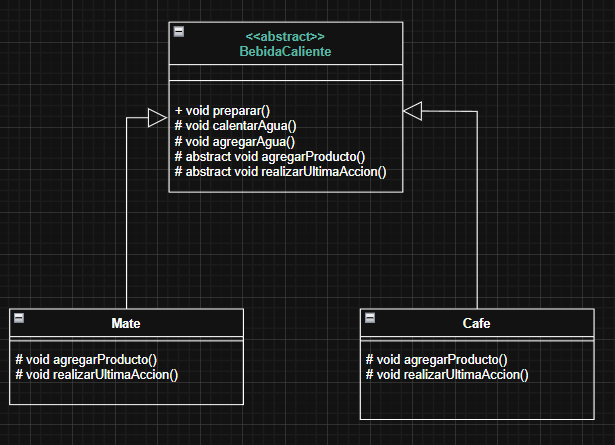 <<abstract>>
BebidaCaliente
+ void preparar()
# void calentarAgua()
# void agregarAgua()
# abstract void agregarProducto()
# abstract void realizarUltimaAccion()
Mate
# void agregarProducto()
# void realizarUltimaAccion()
Cafe
# void agregarProducto()
# void realizarUltimaAccion()